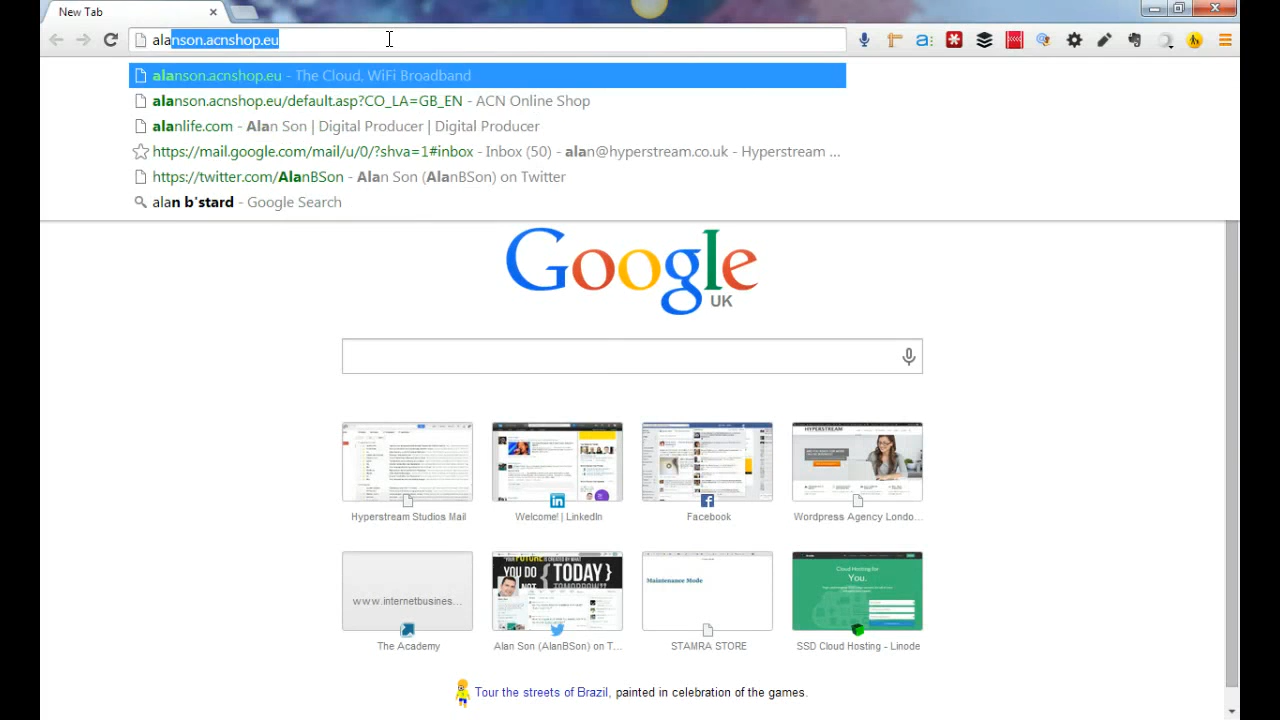 New Tab
alanson.acnshop.eu
alanson.acnshop.eu - The Cloud, WiFi Broadband
alanson.acnshop.eu/default.asp?CO_LA=GB_EN - ACN Online Shop
alanlife.com - Alan Son | Digital Producer | Digital Producer
https://mail.google.com/mail/u/0/?shva=1#inbox - Inbox (50) - alan@hyperstream.co.uk - Hyperstream ...
https://twitter.com/AlanBSon - Alan Son (AlanBSon) on Twitter
alan b'stard - Google Search
Google
UK
HYPERSTREAM
Hyperstream Studios Mail
Welcome! | LinkedIn
Facebook
Wordpress Agency Londo...
www.internetbusines...
YOU DO { TODAY }
Maintenance Mode
Cloud Hosting for
You.
The Academy
Alan Son (AlanBSon) on T...
STAMRA STORE
SSD Cloud Hosting - Linode
Tour the streets of Brazil, painted in celebration of the games.